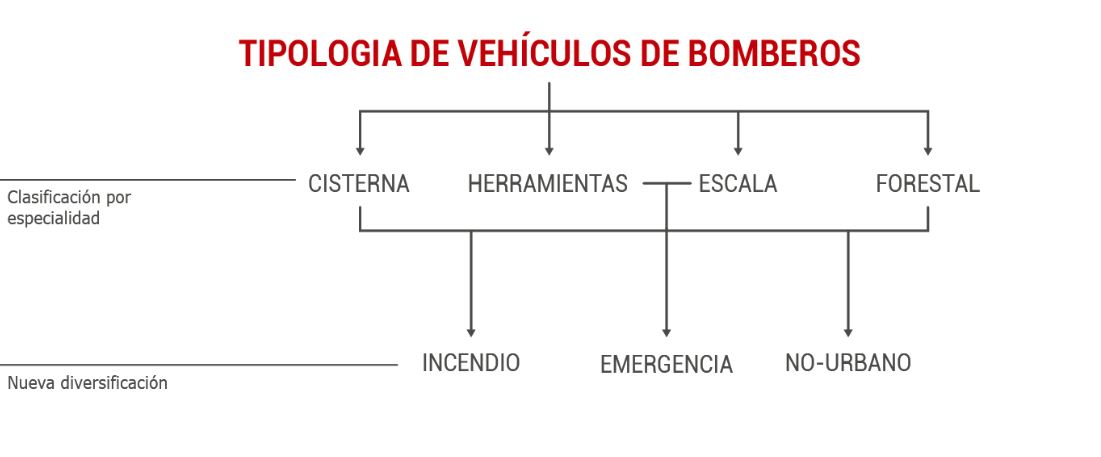 TIPOLOGIA DE VEHÍCULOS DE BOMBEROS
CISTERNA
HERRAMIENTAS
ESCALA
FORESTAL
Clasificación por
especialidad
INCENDIO
EMERGENCIA
NO-URBANO
Nueva diversificación